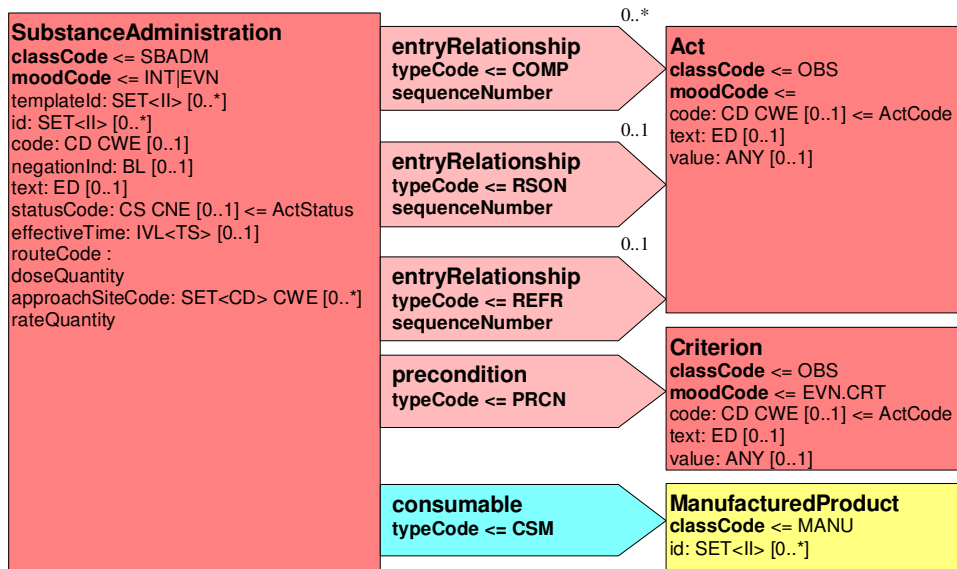 SubstanceAdministration
classCode <= SBADM
moodCode <= INT|EVN
templateId: SET<II> [0..*]
id: SET<II> [0..*]
code: CD CWE [0..1]
negationInd: BL [0..1]
text: ED [0..1]
statusCode: CS CNE [0..1] <= ActStatus
effectiveTime: IVL<TS> [0..1]
routeCode :
doseQuantity
approachSiteCode: SET<CD> CWE [0..*]
rateQuantity
0..*
entryRelationship
typeCode <= COMP
sequenceNumber
0..1
entryRelationship
typeCode <= RSON
sequenceNumber
0..1
entryRelationship
typeCode <= REFR
sequenceNumber
precondition
typeCode <= PRCN
consumable
typeCode <= CSM
Act
classCode <= OBS
moodCode <=
code: CD CWE [0..1] <= ActCode
text: ED [0..1]
value: ANY [0..1]
Criterion
classCode <= OBS
moodCode <= EVN.CRT
code: CD CWE [0..1] <= ActCode
text: ED [0..1]
value: ANY [0..1]
ManufacturedProduct
classCode <= MANU
id: SET<II> [0..*]